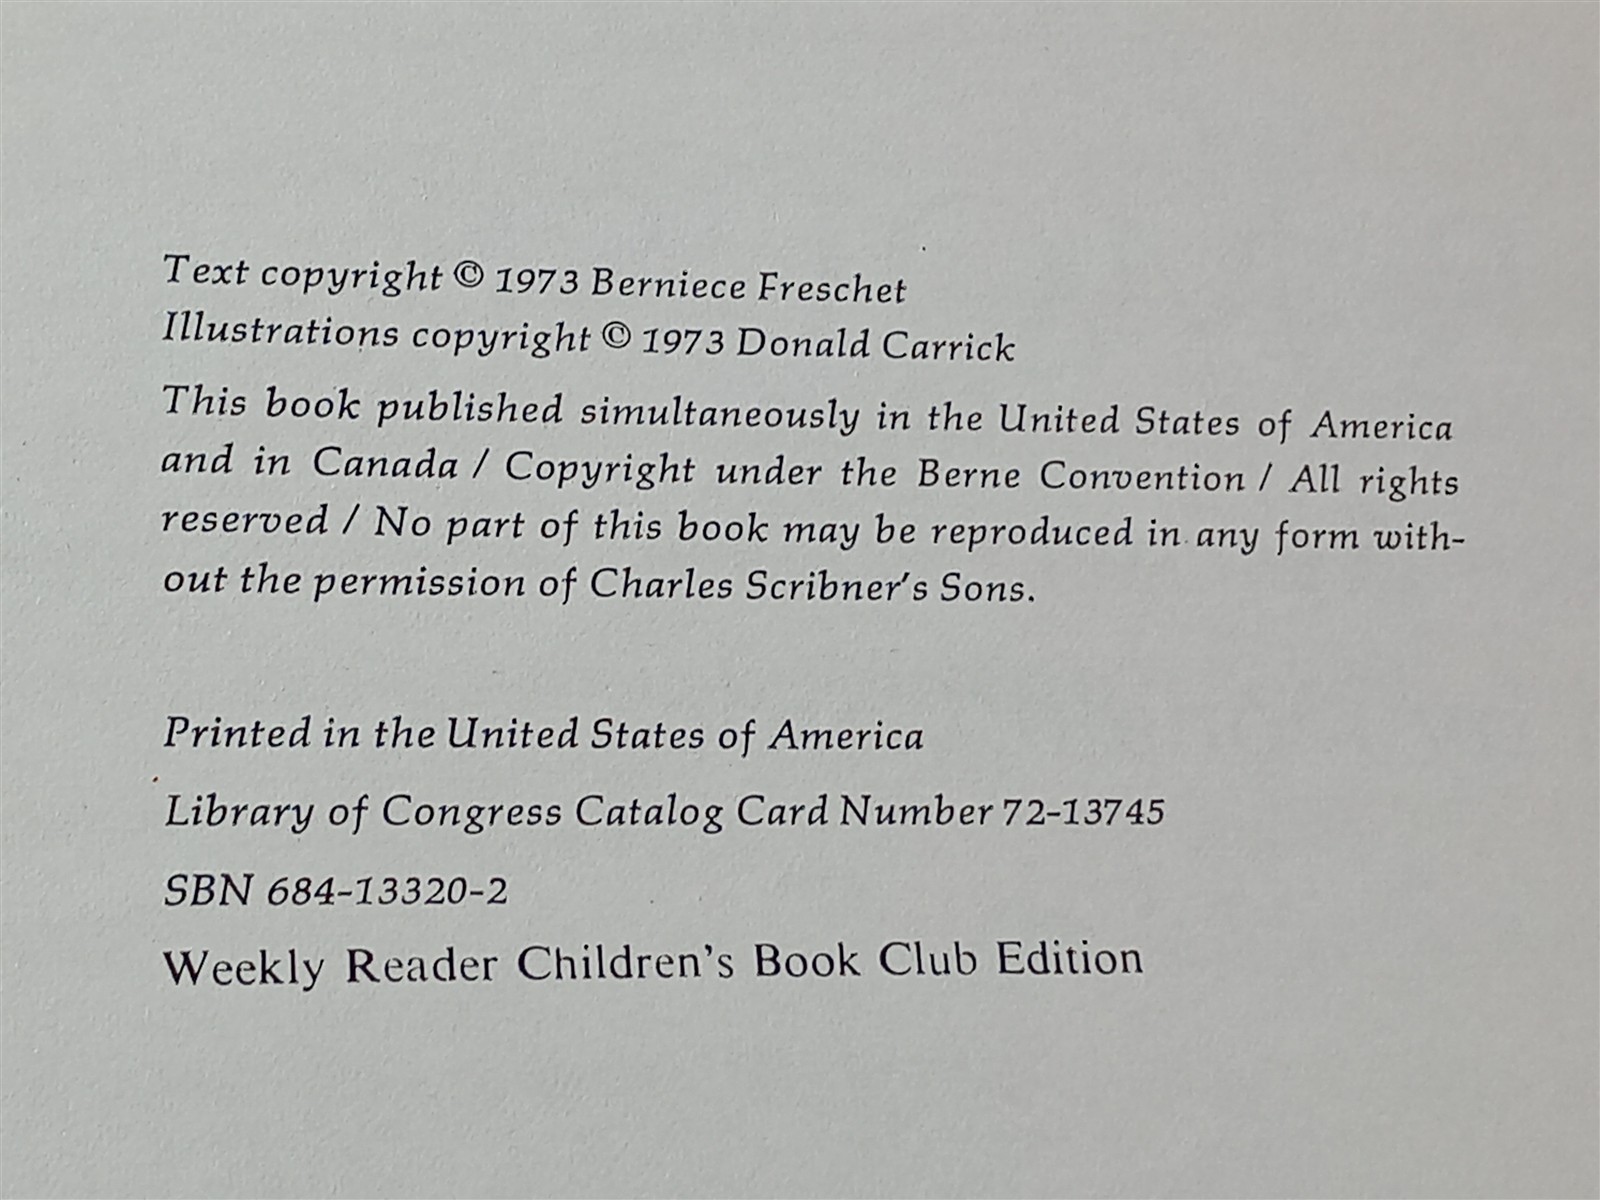 Text copyright © 1973 Berniece Freschet
Illustrations copyright © 1973 Donald Carrick
This book published simultaneously in the United States of America
and in Canada / Copyright under the Berne Convention / All rights
reserved / No part of this book may be reproduced in any form with-
out the permission of Charles Scribner's Sons.
Printed in the United States of America
Library of Congress Catalog Card Number 72-13745
SBN 684-13320-2
Weekly Reader Children's Book Club Edition